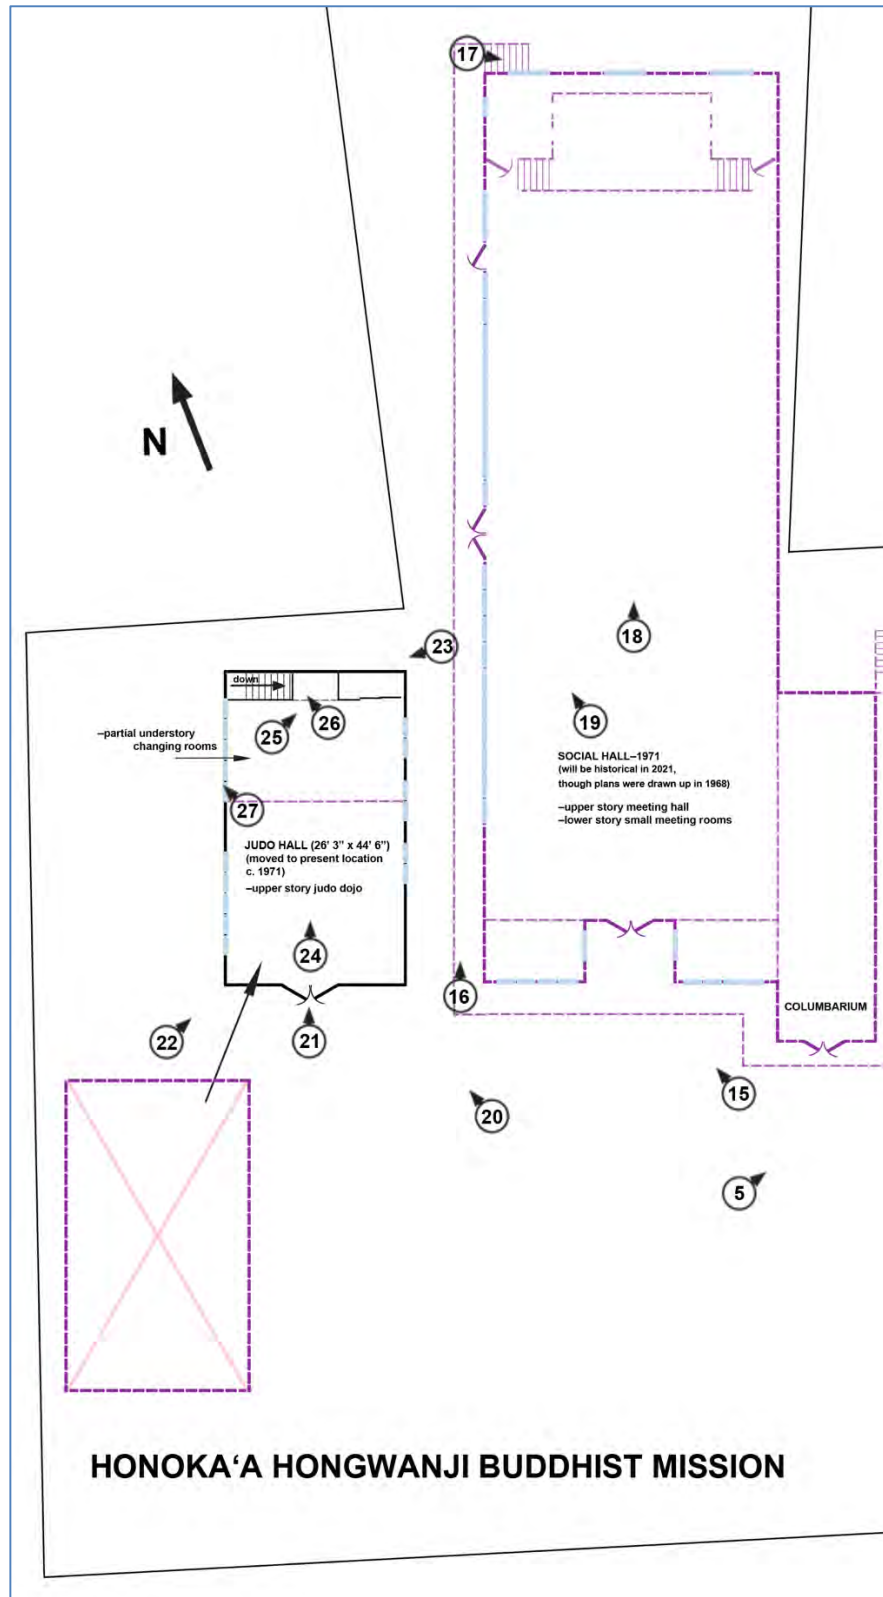 17
N
18
23
down
26
25
19
–partial understory
changing rooms
27
SOCIAL HALL–1971
(will be historical in 2021,
though plans were drawn up in 1968)
–upper story meeting hall
–lower story small meeting rooms
JUDO HALL (26' 3" x 44' 6")
(moved to present location
c. 1971)
–upper story judo dojo
24
16
COLUMBARIUM
22
21
15
20
5
HONOKA‘A HONGWANJI BUDDHIST MISSION